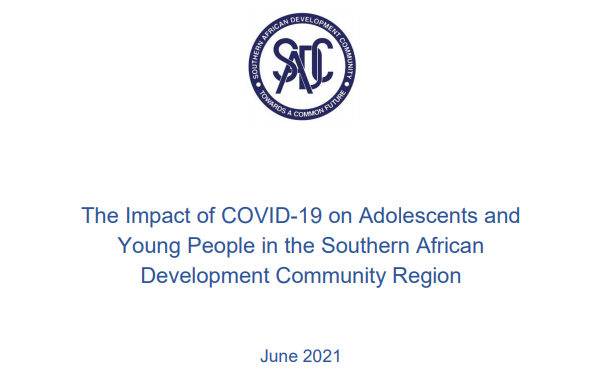 SOUTHERN AFRICAN DEVELOPMENT COMMUNITY
SADC
TOWARDS A COMMON FUTURE
The Impact of COVID-19 on Adolescents and
Young People in the Southern African
Development Community Region
June 2021